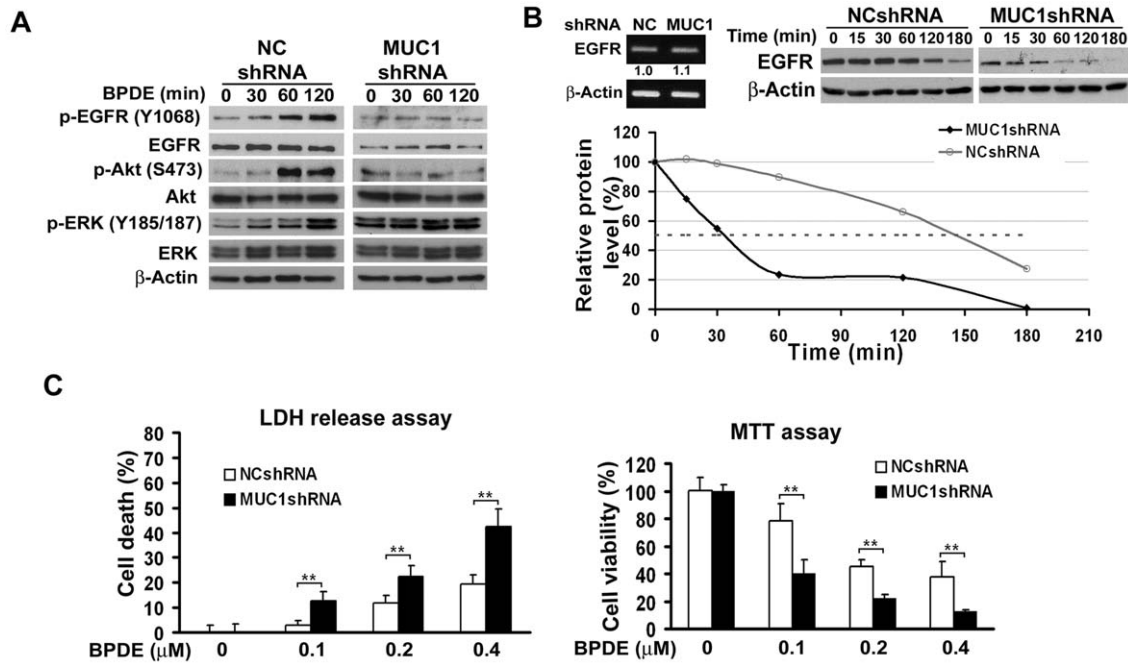 A
NC shRNA
MUC1 shRNA
BPDE (min) 0 30 60 120 0 30 60 120
p-EGFR (Y1068)
EGFR
p-Akt (S473)
Akt
p-ERK (Y185/187)
ERK
β-Actin
B
shRNA NC MUC1
EGFR
1.0 1.1
β-Actin
NCshRNA MUC1shRNA
Time (min) 0 15 30 60 120 180 0 15 30 60 120 180
EGFR
β-Actin
Relative protein level (%)
120
100
80
60
40
20
0
MUC1shRNA
NCshRNA
0 30 60 90 120 150 180 210
Time (min)
C
LDH release assay
Cell death (%)
80
70
60
50
40
30
20
10
0
NCshRNA
MUC1shRNA
**
**
**
BPDE (μM) 0 0.1 0.2 0.4
MTT assay
Cell viability (%)
120
100
80
60
40
20
0
NCshRNA
MUC1shRNA
**
**
**
BPDE (μM) 0 0.1 0.2 0.4